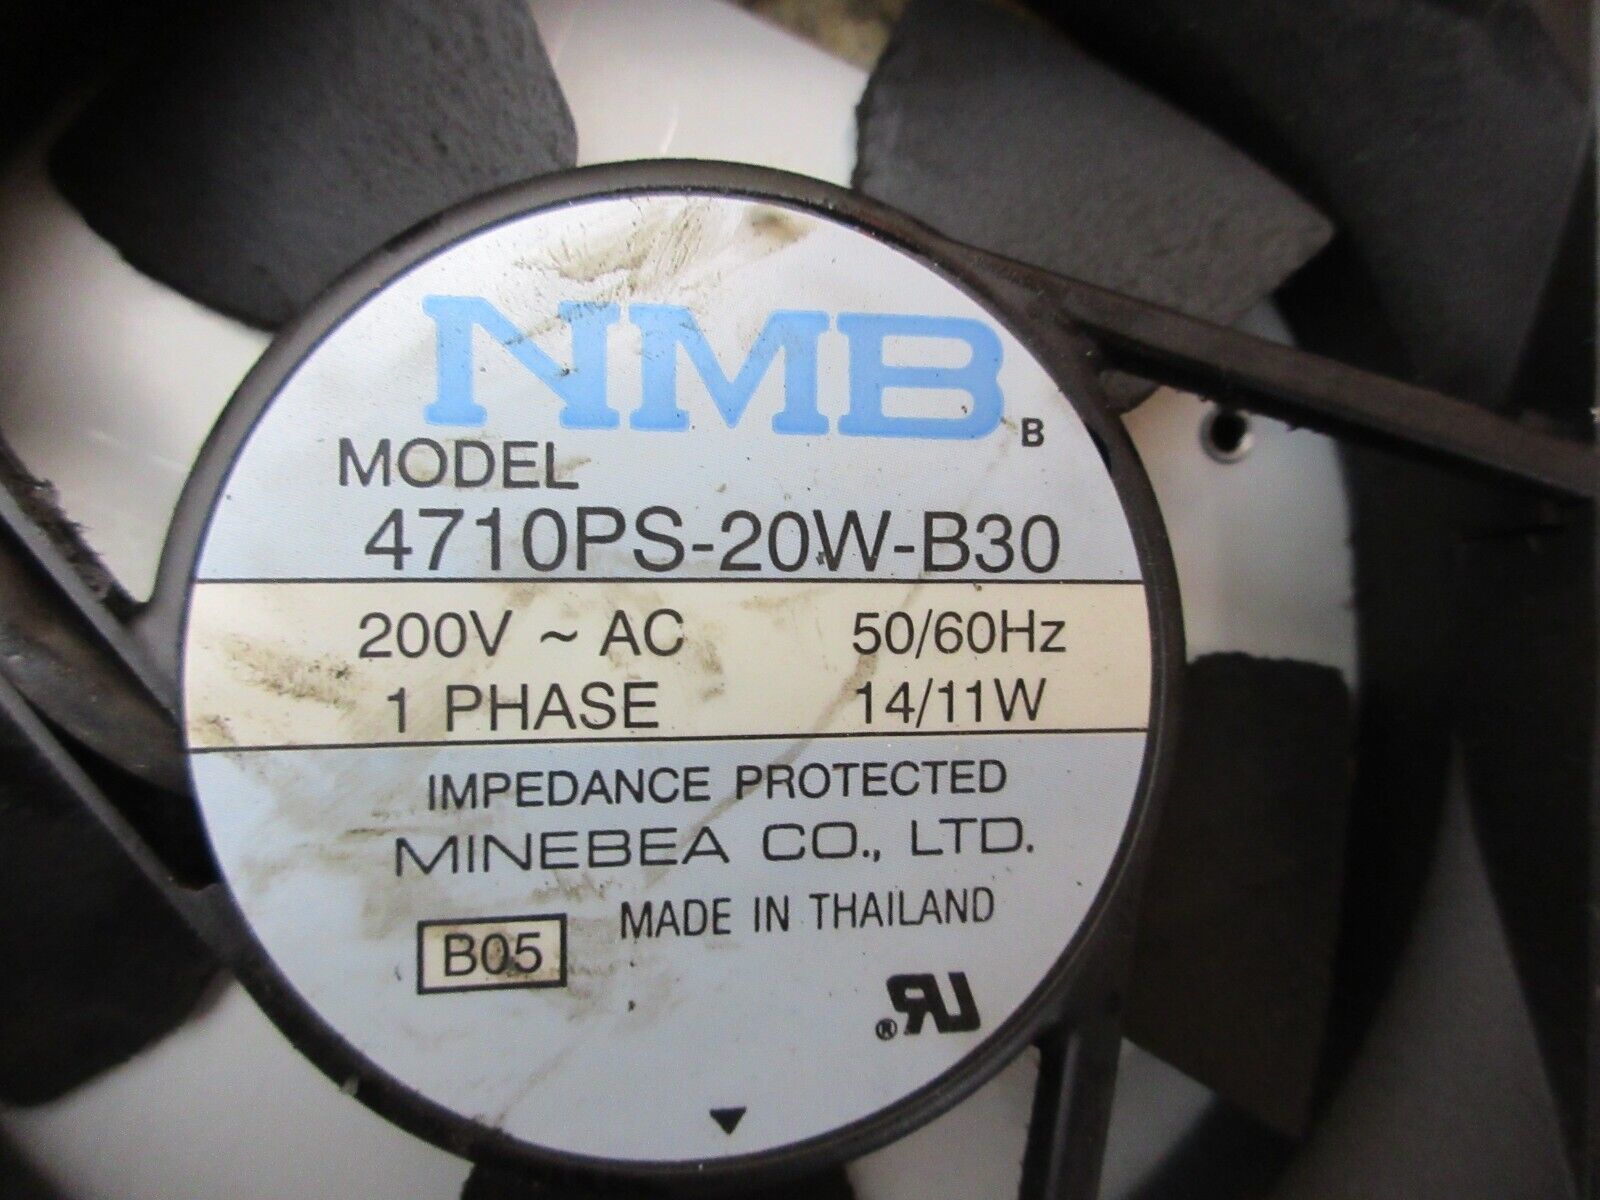 NMB
B
MODEL
4710PS-20W-B30
200V ~ AC 50/60Hz
1 PHASE 14/11W
IMPEDANCE PROTECTED
MINEBEA CO., LTD.
MADE IN THAILAND
B05
RU®